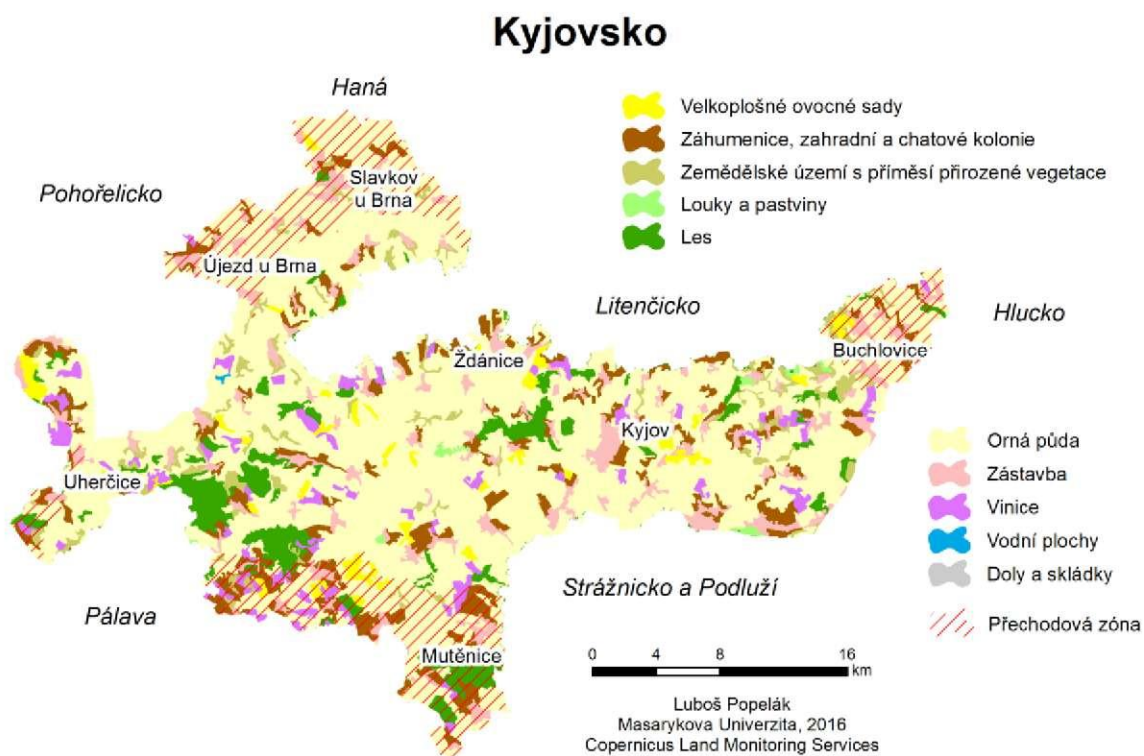 Kyjovsko
Haná
Velkoplošné ovocné sady
Záhumenice, zahradní a chatové kolonie
Zemědělské území s příměsí přirozené vegetace
Louky a pastviny
Les
Pohořelicko
Slavkov
u Brna
Újezd u Brna
Litenčicko
Hlucko
Ždánice
Buchlovice
Kyjov
Uherčice
Orná půda
Zástavba
Vinice
Vodní plochy
Doly a skládky
Přechodová zóna
Strážnicko a Podluží
Pálava
Mutěnice
0 4 8 16
km
Luboš Popelák
Masarykova Univerzita, 2016
Copernicus Land Monitoring Services